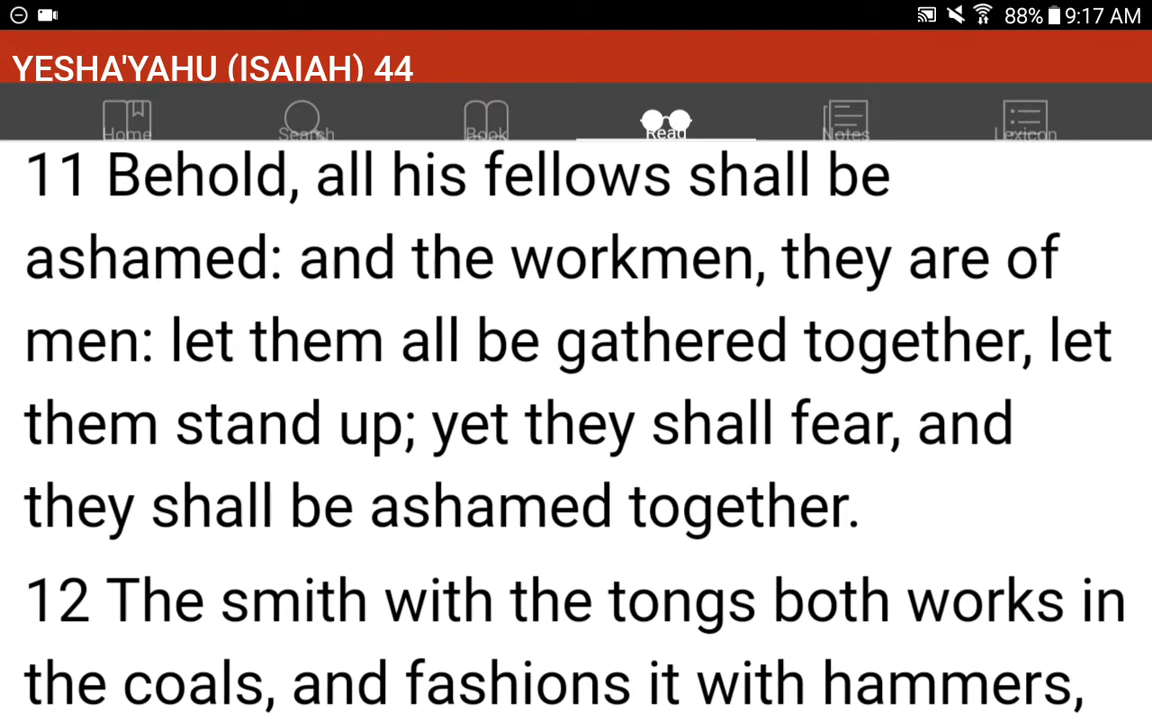 88% 9:17 AM
YESHA'YAHU (ISAIAH) 44
Home Search Book Read Notes Lexicon
11 Behold, all his fellows shall be
ashamed: and the workmen, they are of
men: let them all be gathered together, let
them stand up; yet they shall fear, and
they shall be ashamed together.
12 The smith with the tongs both works in
the coals, and fashions it with hammers,